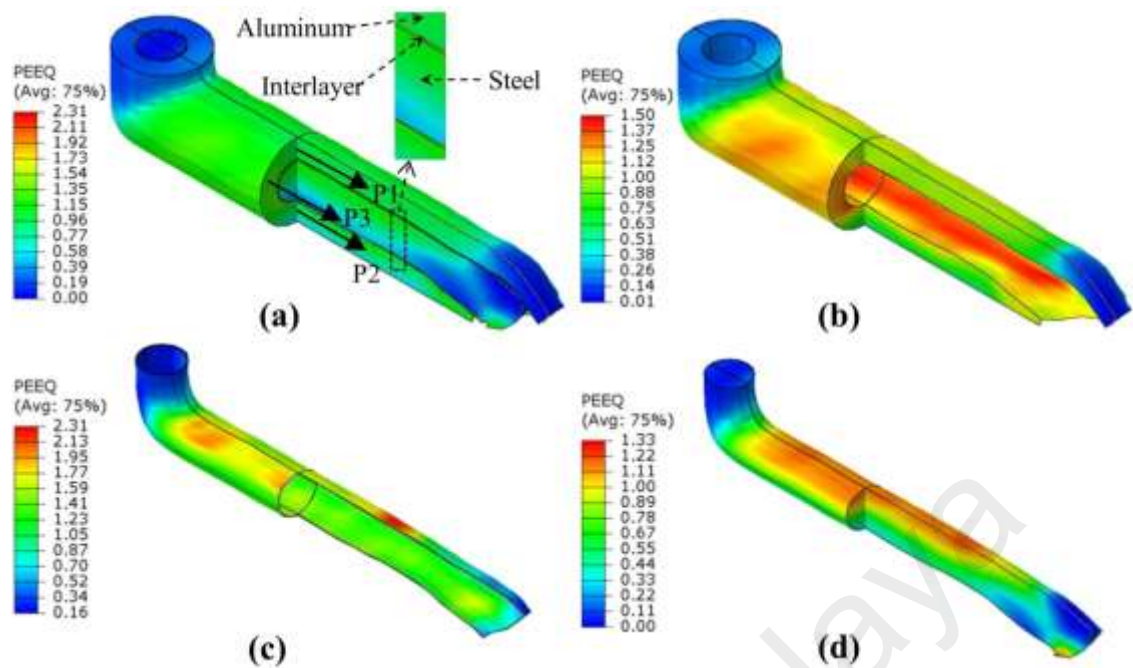 Aluminum
Interlayer
Steel
PEEQ
(Avg: 75%)
2.31
2.11
1.92
1.73
1.54
1.35
1.15
0.96
0.77
0.58
0.38
0.19
0.00
P1
P3
P2
(a)
PEEQ
(Avg: 75%)
1.50
1.37
1.25
1.13
1.00
0.88
0.75
0.63
0.51
0.38
0.26
0.14
0.01
(b)
PEEQ
(Avg: 75%)
2.31
2.13
1.95
1.77
1.59
1.41
1.23
1.05
0.87
0.70
0.52
0.34
0.16
(c)
PEEQ
(Avg: 75%)
1.33
1.22
1.11
1.00
0.89
0.78
0.67
0.55
0.44
0.33
0.22
0.11
0.00
(d)
laya